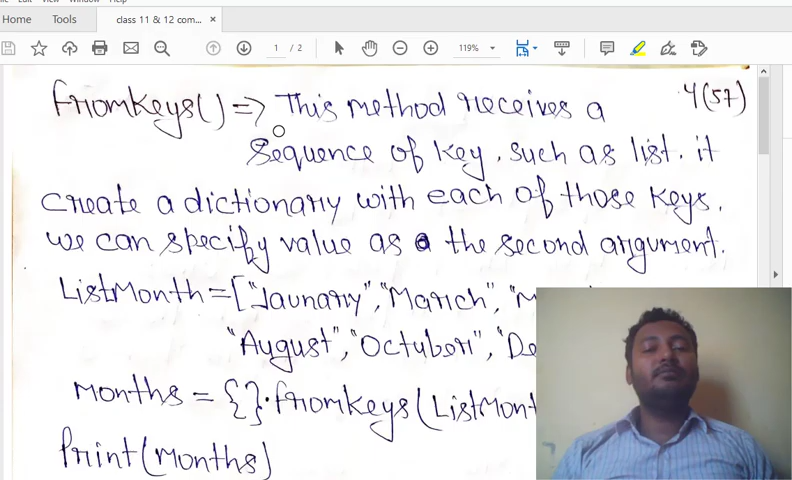 Home Tools class 11 & 12 com... ×
1 / 2 119%
4(57)
fromkeys() => This method receives a
Sequence of Key, such as list. it
create a dictionary with each of those keys.
we can specify value as a the second argument.
ListMonth=["Jaunary","March",
"August","Octubor",
months = {}.fromkeys(
Print(months)